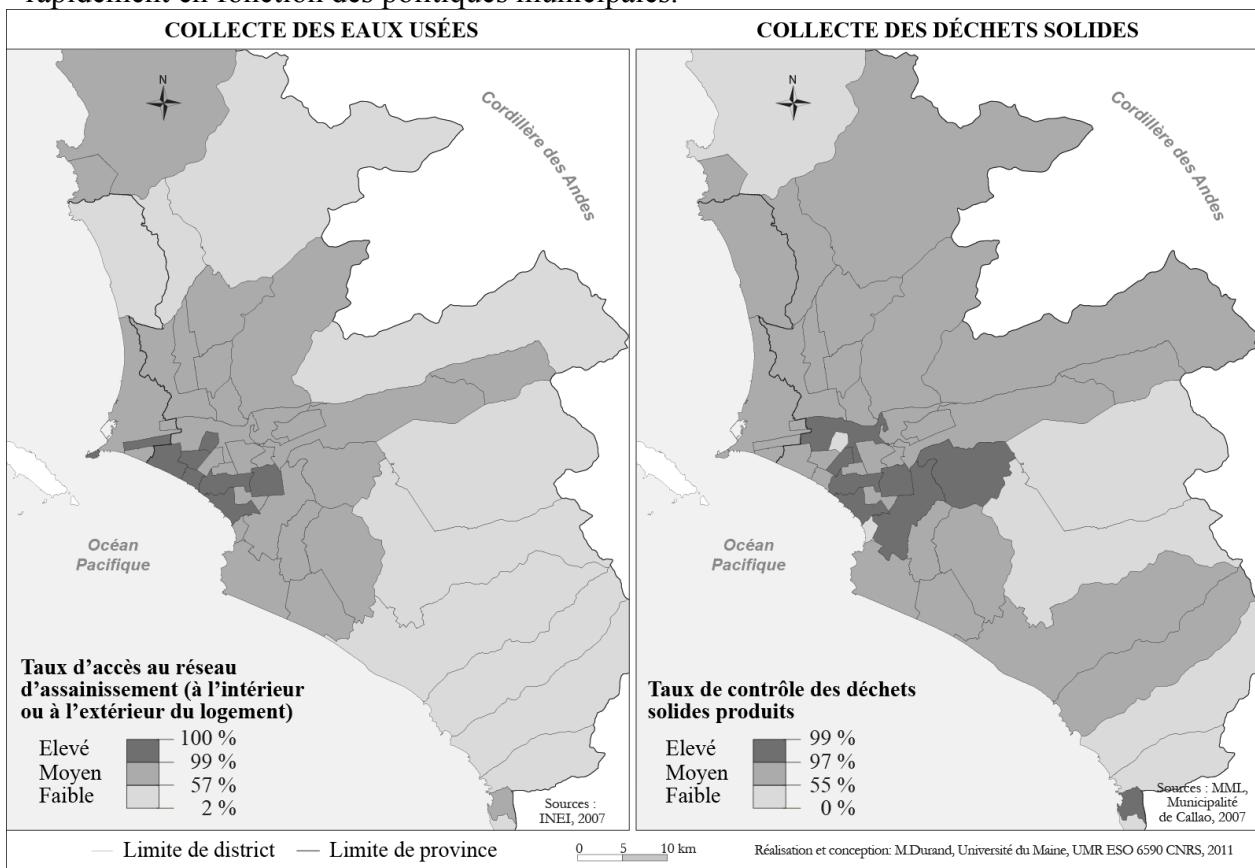 rapidement en fonction des politiques municipales.
COLLECTE DES EAUX USÉES
N
Cordillère des Andes
Océan
Pacifique
Taux d'accès au réseau
d'assainissement (à l'intérieur
ou à l'extérieur du logement)
Elevé
Moyen
Faible
100 %
99 %
57 %
2 %
Sources :
INEI, 2007
COLLECTE DES DÉCHETS SOLIDES
N
Cordillère des Andes
Océan
Pacifique
Taux de contrôle des déchets
solides produits
Elevé
Moyen
Faible
99 %
97 %
55 %
0 %
Sources : MML,
Municipalité
de Callao, 2007
Limite de district
Limite de province
0 5 10 km
Réalisation et conception: M.Durand, Université du Maine, UMR ESO 6590 CNRS, 2011